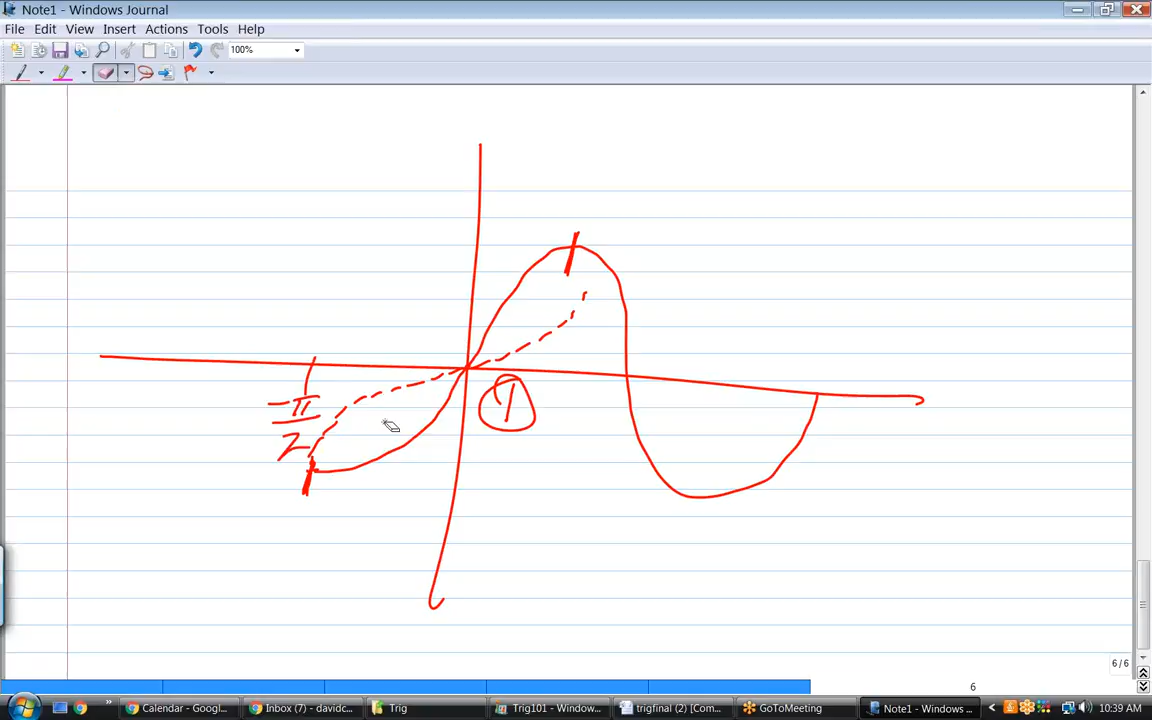 Note1 - Windows Journal
File Edit View Insert Actions Tools Help
100%
-π
2
1
6/6
6
Calendar - Googl...
Inbox (7) - davidc...
Trig
Trig101 - Window...
trigfinal (2) [Com...
GoToMeeting
Note1 - Windows ...
10:39 AM